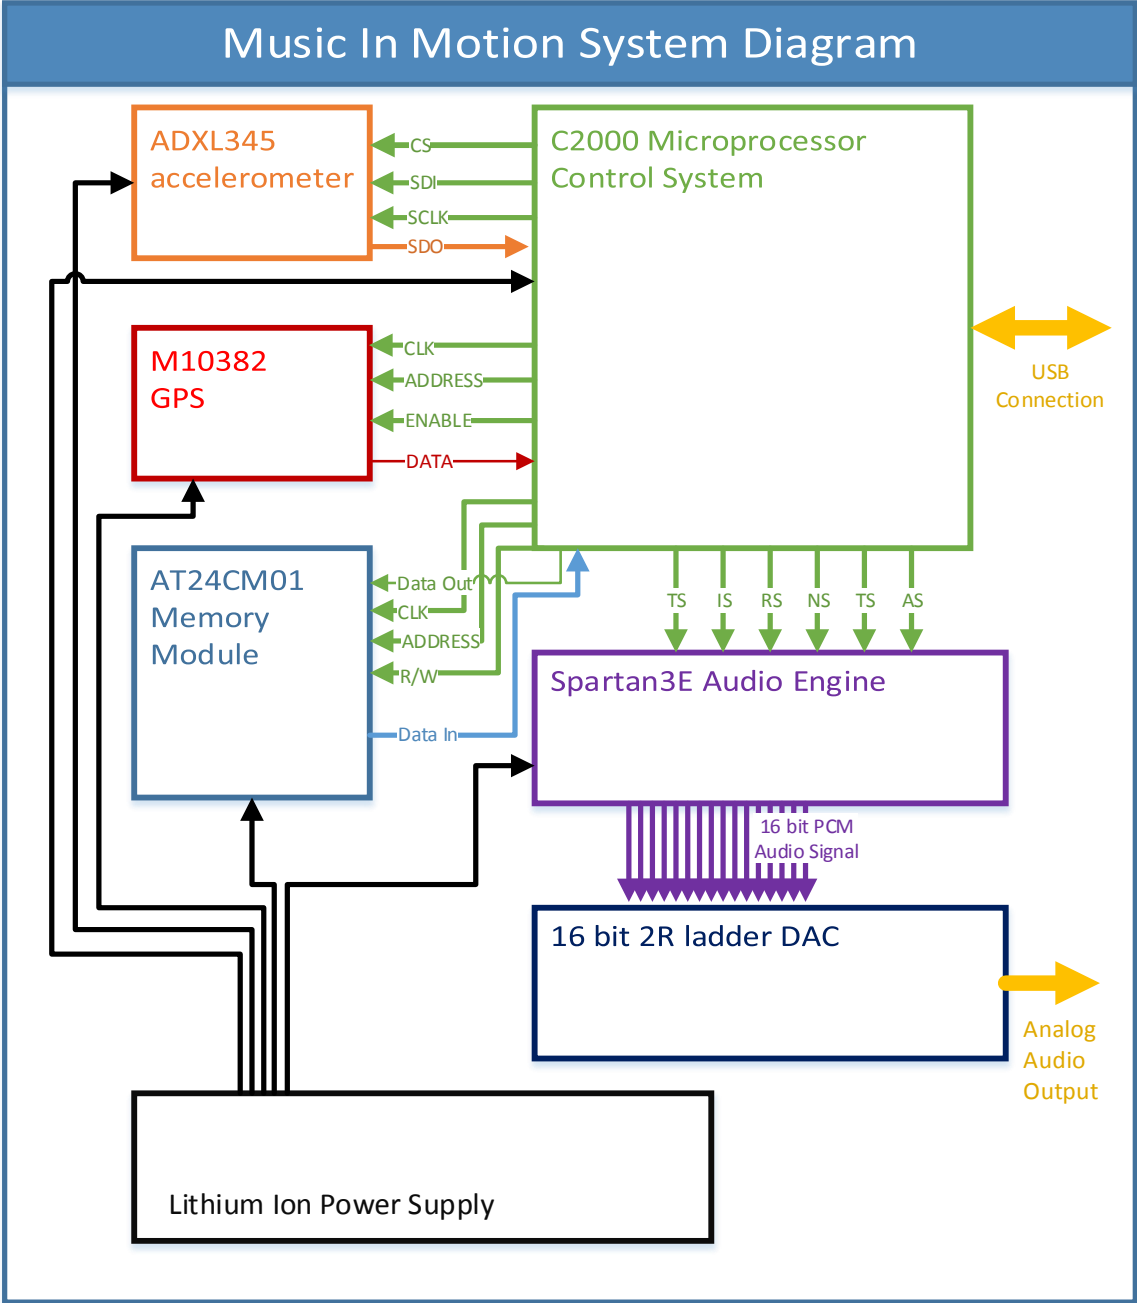 Music In Motion System Diagram
ADXL345
accelerometer
CS
SDI
SCLK
SDO
C2000 Microprocessor
Control System
M10382
GPS
CLK
ADDRESS
ENABLE
DATA
USB
Connection
AT24CM01
Memory
Module
Data Out
CLK
ADDRESS
R/W
Data In
TS
IS
RS
NS
TS
AS
Spartan3E Audio Engine
16 bit PCM
Audio Signal
16 bit 2R ladder DAC
Analog
Audio
Output
Lithium Ion Power Supply